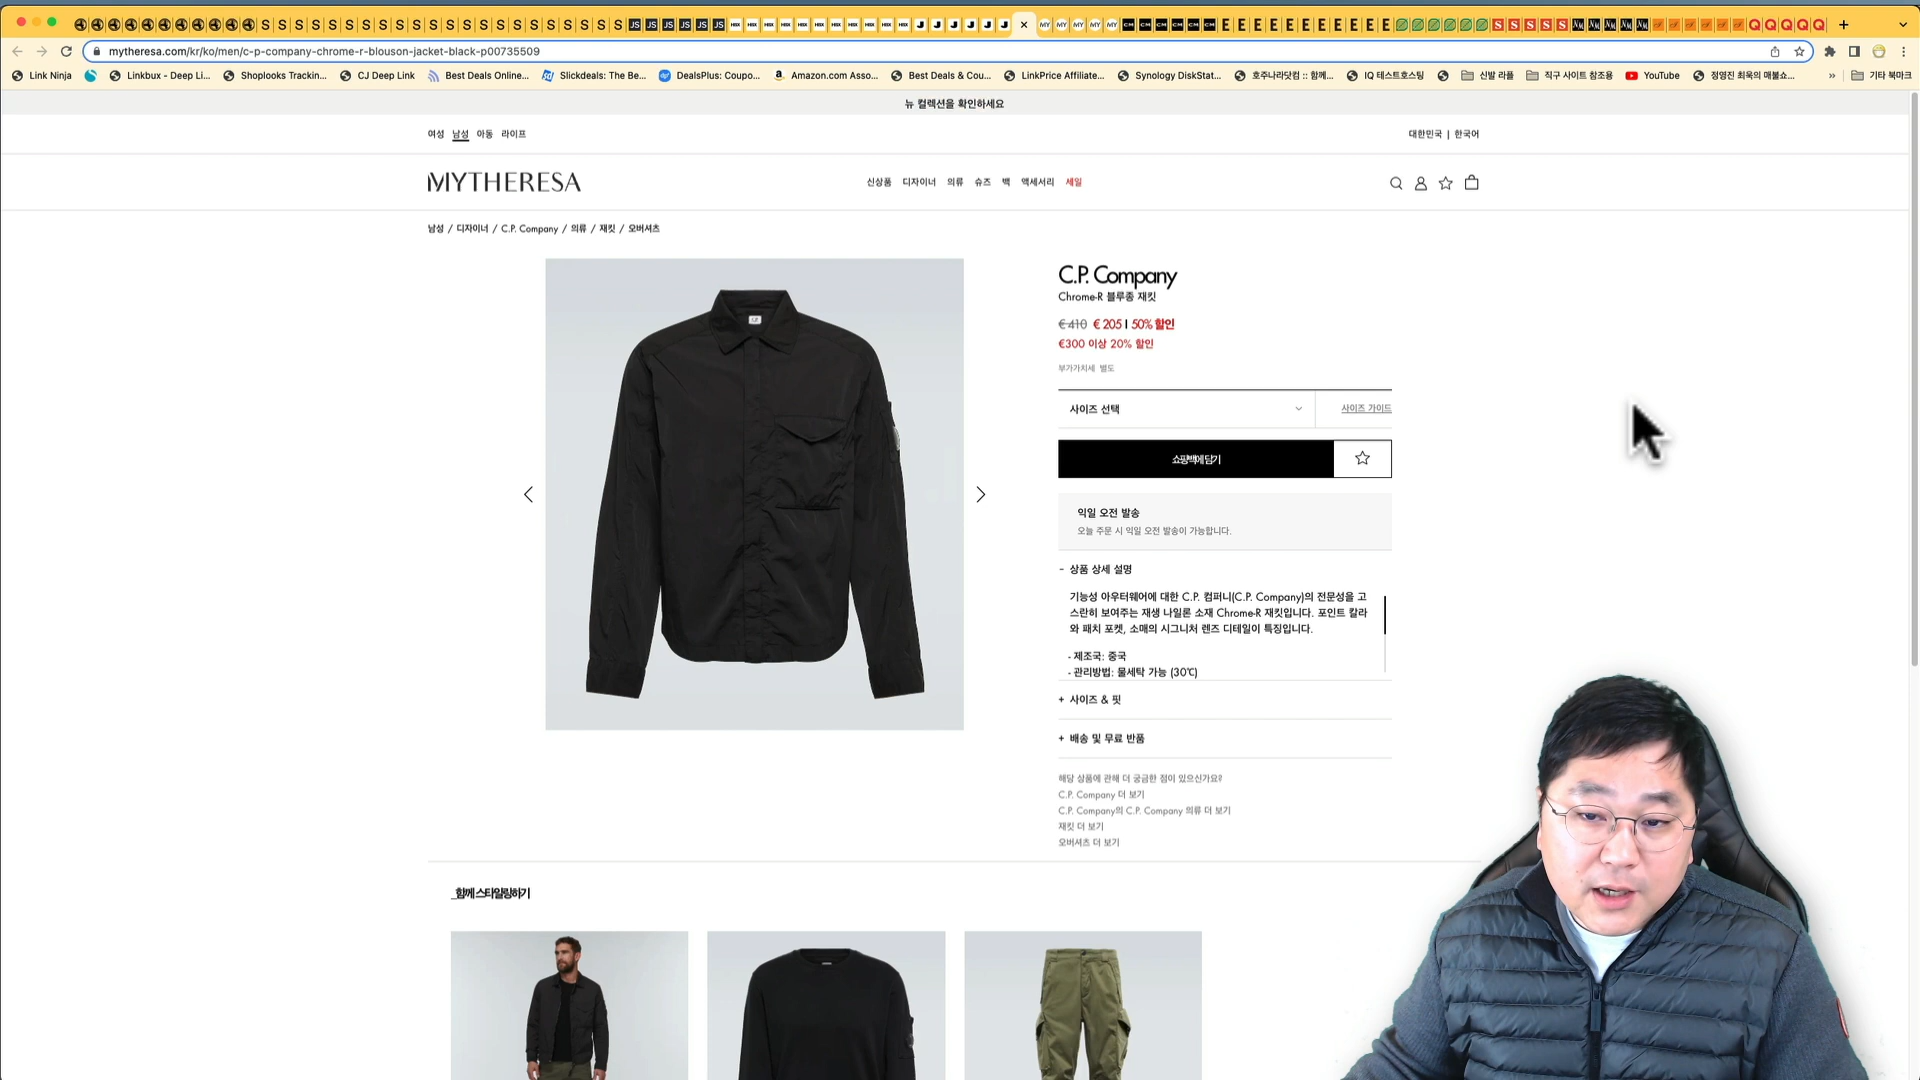 mytheresa.com/kr/ko/men/c-p-company-chrome-r-blouson-jacket-black-p00735509
Link Ninja
Linkbux - Deep Li...
Shoplooks Trackin...
CJ Deep Link
Best Deals Online...
Slickdeals: The Be...
DealsPlus: Coupo...
Amazon.com Asso...
Best Deals & Cou...
LinkPrice Affiliate...
Synology DiskStat...
호주나라닷컴 :: 함께...
IQ 테스트호스팅
신발 라플
직구 사이트 참조용
YouTube
정영진 최욱의 매불쇼...
»
기타 북마크
뉴 컬렉션을 확인하세요
여성 남성 아동 라이프
대한민국 | 한국어
MYTHERESA
신상품 디자이너 의류 슈즈 백 액세서리 세일
남성 / 디자이너 / C.P. Company / 의류 / 재킷 / 오버셔츠
C.P. Company
Chrome-R 블루종 재킷
€ 410 € 205 | 50% 할인
€300 이상 20% 할인
부가가치세 별도
사이즈 선택
사이즈 가이드
쇼핑백에 담기
익일 오전 발송
오늘 주문 시 익일 오전 발송이 가능합니다.
- 상품 상세 설명
기능성 아우터웨어에 대한 C.P. 컴퍼니(C.P. Company)의 전문성을 고
스란히 보여주는 재생 나일론 소재 Chrome-R 재킷입니다. 포인트 칼라
와 패치 포켓, 소매의 시그니처 렌즈 디테일이 특징입니다.
- 제조국: 중국
- 관리방법: 물세탁 가능 (30℃)
+ 사이즈 & 핏
+ 배송 및 무료 반품
해당 상품에 관해 더 궁금한 점이 있으신가요?
C.P. Company 더 보기
C.P. Company의 C.P. Company 의류 더 보기
재킷 더 보기
오버셔츠 더 보기
_함께 스타일링하기